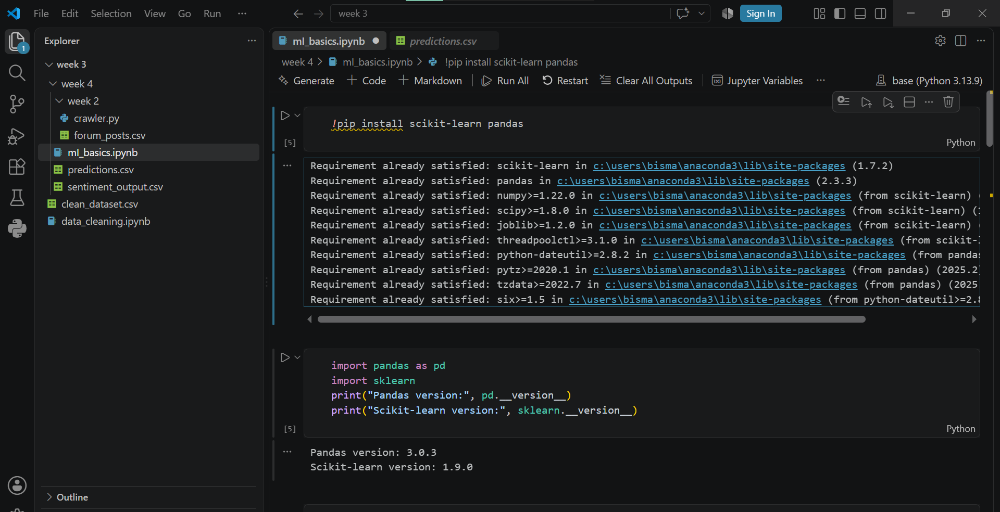 File Edit Selection View Go Run ...
week 3
Sign In
Explorer
1
week 3
week 4
week 2
crawler.py
forum_posts.csv
ml_basics.ipynb
predictions.csv
sentiment_output.csv
clean_dataset.csv
data_cleaning.ipynb
Outline
ml_basics.ipynb
predictions.csv
week 4 > ml_basics.ipynb > !pip install scikit-learn pandas
Generate + Code + Markdown Run All Restart Clear All Outputs Jupyter Variables ... base (Python 3.13.9)
!pip install scikit-learn pandas
[5]
Python
Requirement already satisfied: scikit-learn in c:\users\bisma\anaconda3\lib\site-packages (1.7.2)
Requirement already satisfied: pandas in c:\users\bisma\anaconda3\lib\site-packages (2.3.3)
Requirement already satisfied: numpy>=1.22.0 in c:\users\bisma\anaconda3\lib\site-packages (from scikit-learn) (
Requirement already satisfied: scipy>=1.8.0 in c:\users\bisma\anaconda3\lib\site-packages (from scikit-learn) (1
Requirement already satisfied: joblib>=1.2.0 in c:\users\bisma\anaconda3\lib\site-packages (from scikit-learn) (
Requirement already satisfied: threadpoolctl>=3.1.0 in c:\users\bisma\anaconda3\lib\site-packages (from scikit-l
Requirement already satisfied: python-dateutil>=2.8.2 in c:\users\bisma\anaconda3\lib\site-packages (from pandas
Requirement already satisfied: pytz>=2020.1 in c:\users\bisma\anaconda3\lib\site-packages (from pandas) (2025.2)
Requirement already satisfied: tzdata>=2022.7 in c:\users\bisma\anaconda3\lib\site-packages (from pandas) (2025.
Requirement already satisfied: six>=1.5 in c:\users\bisma\anaconda3\lib\site-packages (from python-dateutil>=2.8
import pandas as pd
import sklearn
print("Pandas version:", pd.__version__)
print("Scikit-learn version:", sklearn.__version__)
[5]
Python
Pandas version: 3.0.3
Scikit-learn version: 1.9.0